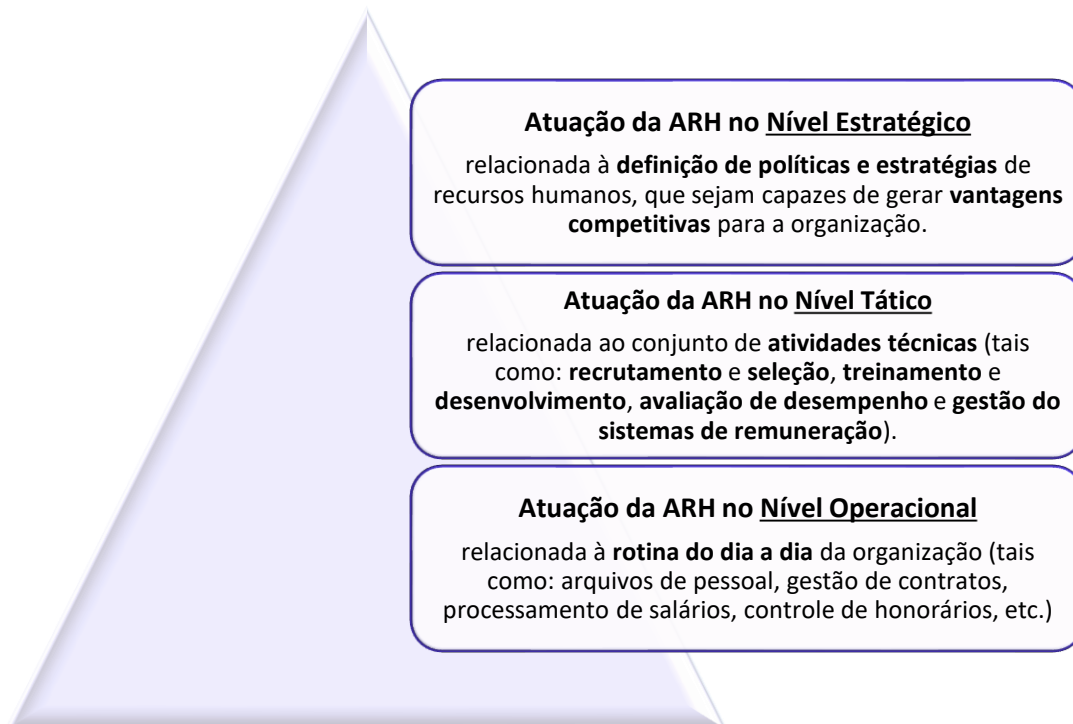 Atuação da ARH no Nível Estratégico
relacionada à definição de políticas e estratégias de
recursos humanos, que sejam capazes de gerar vantagens
competitivas para a organização.
Atuação da ARH no Nível Tático
relacionada ao conjunto de atividades técnicas (tais
como: recrutamento e seleção, treinamento e
desenvolvimento, avaliação de desempenho e gestão do
sistemas de remuneração).
Atuação da ARH no Nível Operacional
relacionada à rotina do dia a dia da organização (tais
como: arquivos de pessoal, gestão de contratos,
processamento de salários, controle de honorários, etc.)